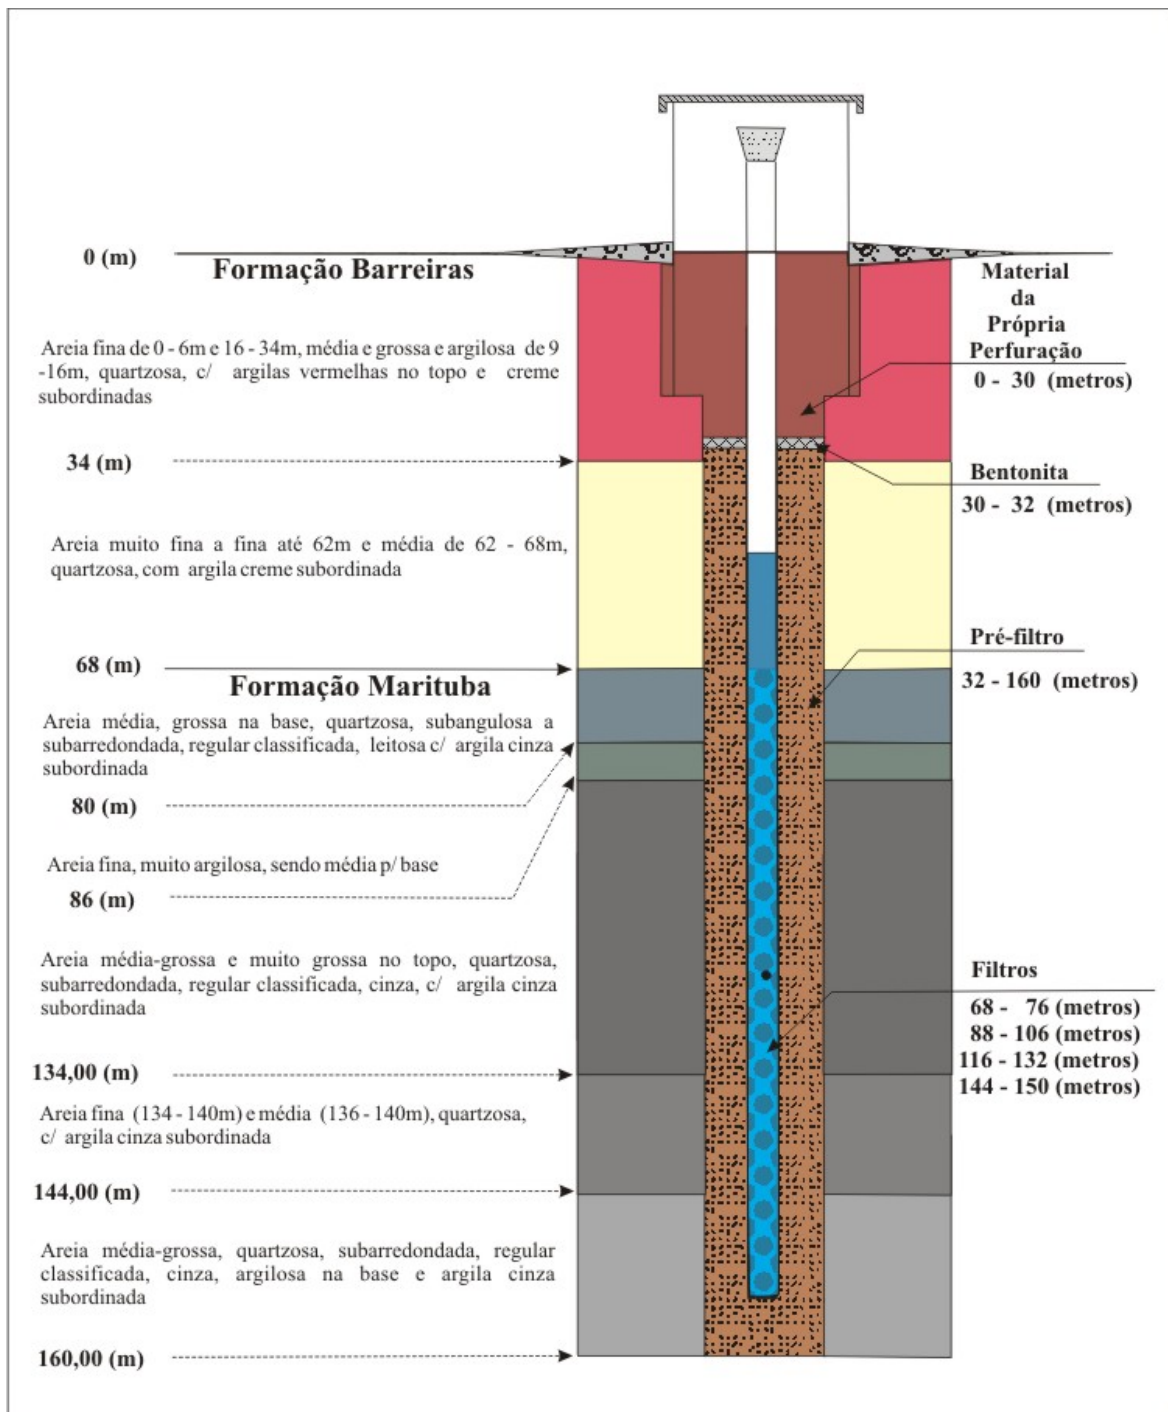 0 (m)
Formação Barreiras
Areia fina de 0 - 6m e 16 - 34m, média e grossa e argilosa de 9
-16m, quartzosa, c/ argilas vermelhas no topo e creme
subordinadas
34 (m)
Areia muito fina a fina até 62m e média de 62 - 68m,
quartzosa, com argila creme subordinada
68 (m)
Formação Marituba
Areia média, grossa na base, quartzosa, subangulosa a
subarredondada, regular classificada, leitosa c/ argila cinza
subordinada
80 (m)
Areia fina, muito argilosa, sendo média p/ base
86 (m)
Areia média-grossa e muito grossa no topo, quartzosa,
subarredondada, regular classificada, cinza, c/ argila cinza
subordinada
134,00 (m)
Areia fina (134 - 140m) e média (136 - 140m), quartzosa,
c/ argila cinza subordinada
144,00 (m)
Areia média-grossa, quartzosa, subarredondada, regular
classificada, cinza, argilosa na base e argila cinza
subordinada
160,00 (m)
Material
da
Própria
Perfuração
0 - 30 (metros)
Bentonita
30 - 32 (metros)
Pré-filtro
32 - 160 (metros)
Filtros
68 - 76 (metros)
88 - 106 (metros)
116 - 132 (metros)
144 - 150 (metros)